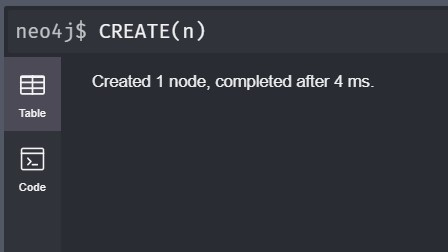 neo4j$ CREATE(n)
Created 1 node, completed after 4 ms.
Table
Code